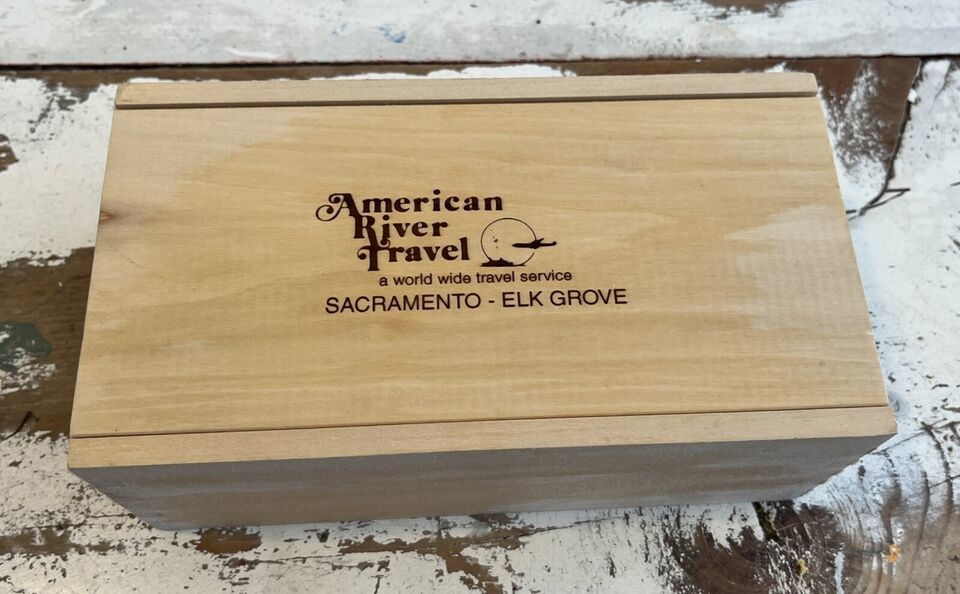 American
River
Travel
a world wide travel service
SACRAMENTO - ELK GROVE